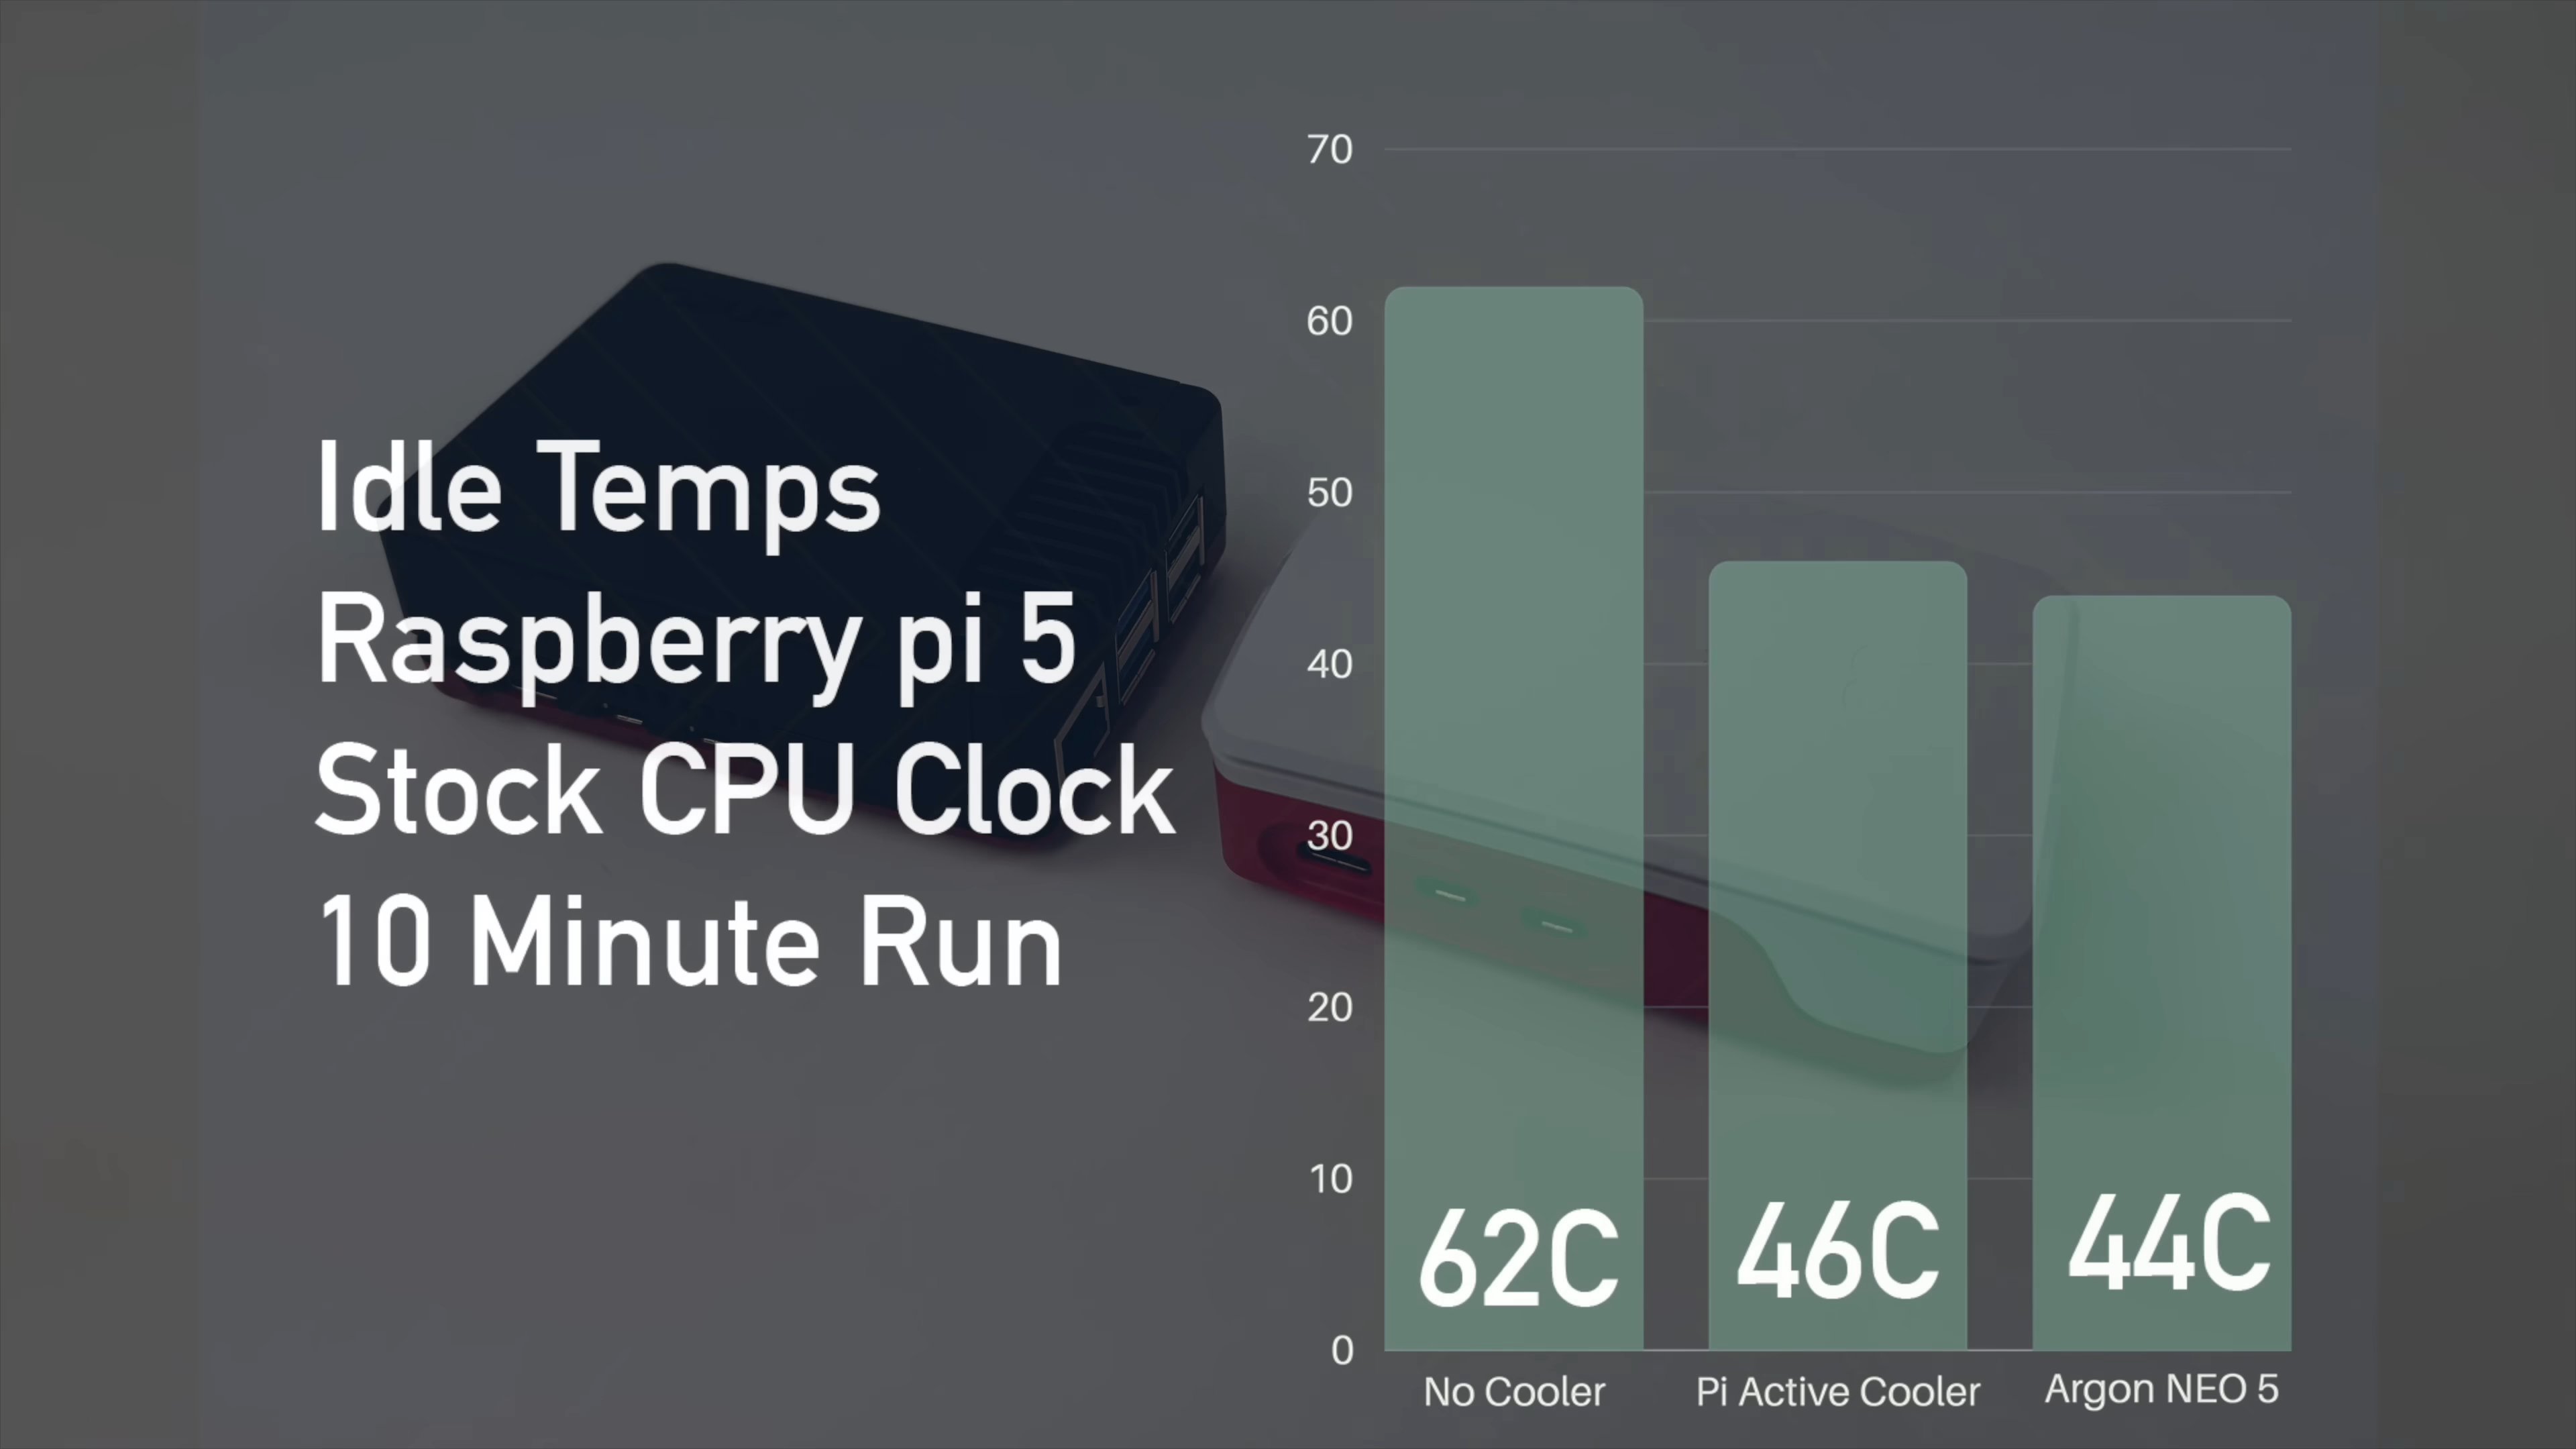 Idle Temps
Raspberry pi 5
Stock CPU Clock
10 Minute Run
70
60
50
40
30
20
10
0
62C
46C
44C
No Cooler
Pi Active Cooler
Argon NEO 5